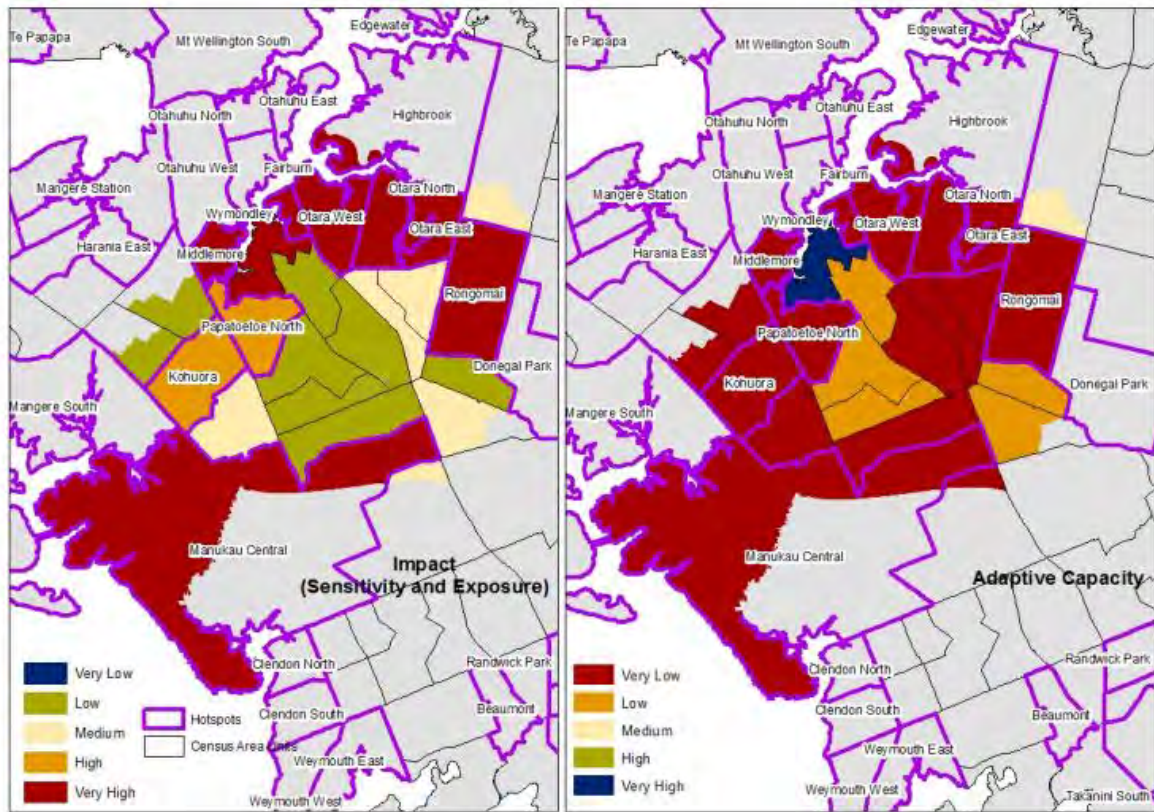 Edgewater
Te Papapa
Mt Wellington South
Otahuhu East
Otahuhu North
Highbrook
Otahuhu West
Fairburn
Mangere Station
Otara North
Wymondley
Otara West
Otara East
Harania East
Middlemore
Rongomai
Papatoetoe North
Kohuora
Donegal Park
Mangere South
Manukau Central
Impact
(Sensitivity and Exposure)
Clendon North
Randwick Park
Clendon South
Beaumont
Weymouth East
Weymouth West
Very Low
Low
Medium
High
Very High
Hotspots
Census Area Units
Edgewater
Te Papapa
Mt Wellington South
Otahuhu East
Otahuhu North
Highbrook
Otahuhu West
Fairburn
Mangere Station
Otara North
Wymondley
Otara West
Otara East
Harania East
Middlemore
Rongomai
Papatoetoe North
Kohuora
Donegal Park
Mangere South
Manukau Central
Adaptive Capacity
Clendon North
Randwick Park
Clendon South
Beaumont
Weymouth East
Weymouth West
Takanini South
Very Low
Low
Medium
High
Very High